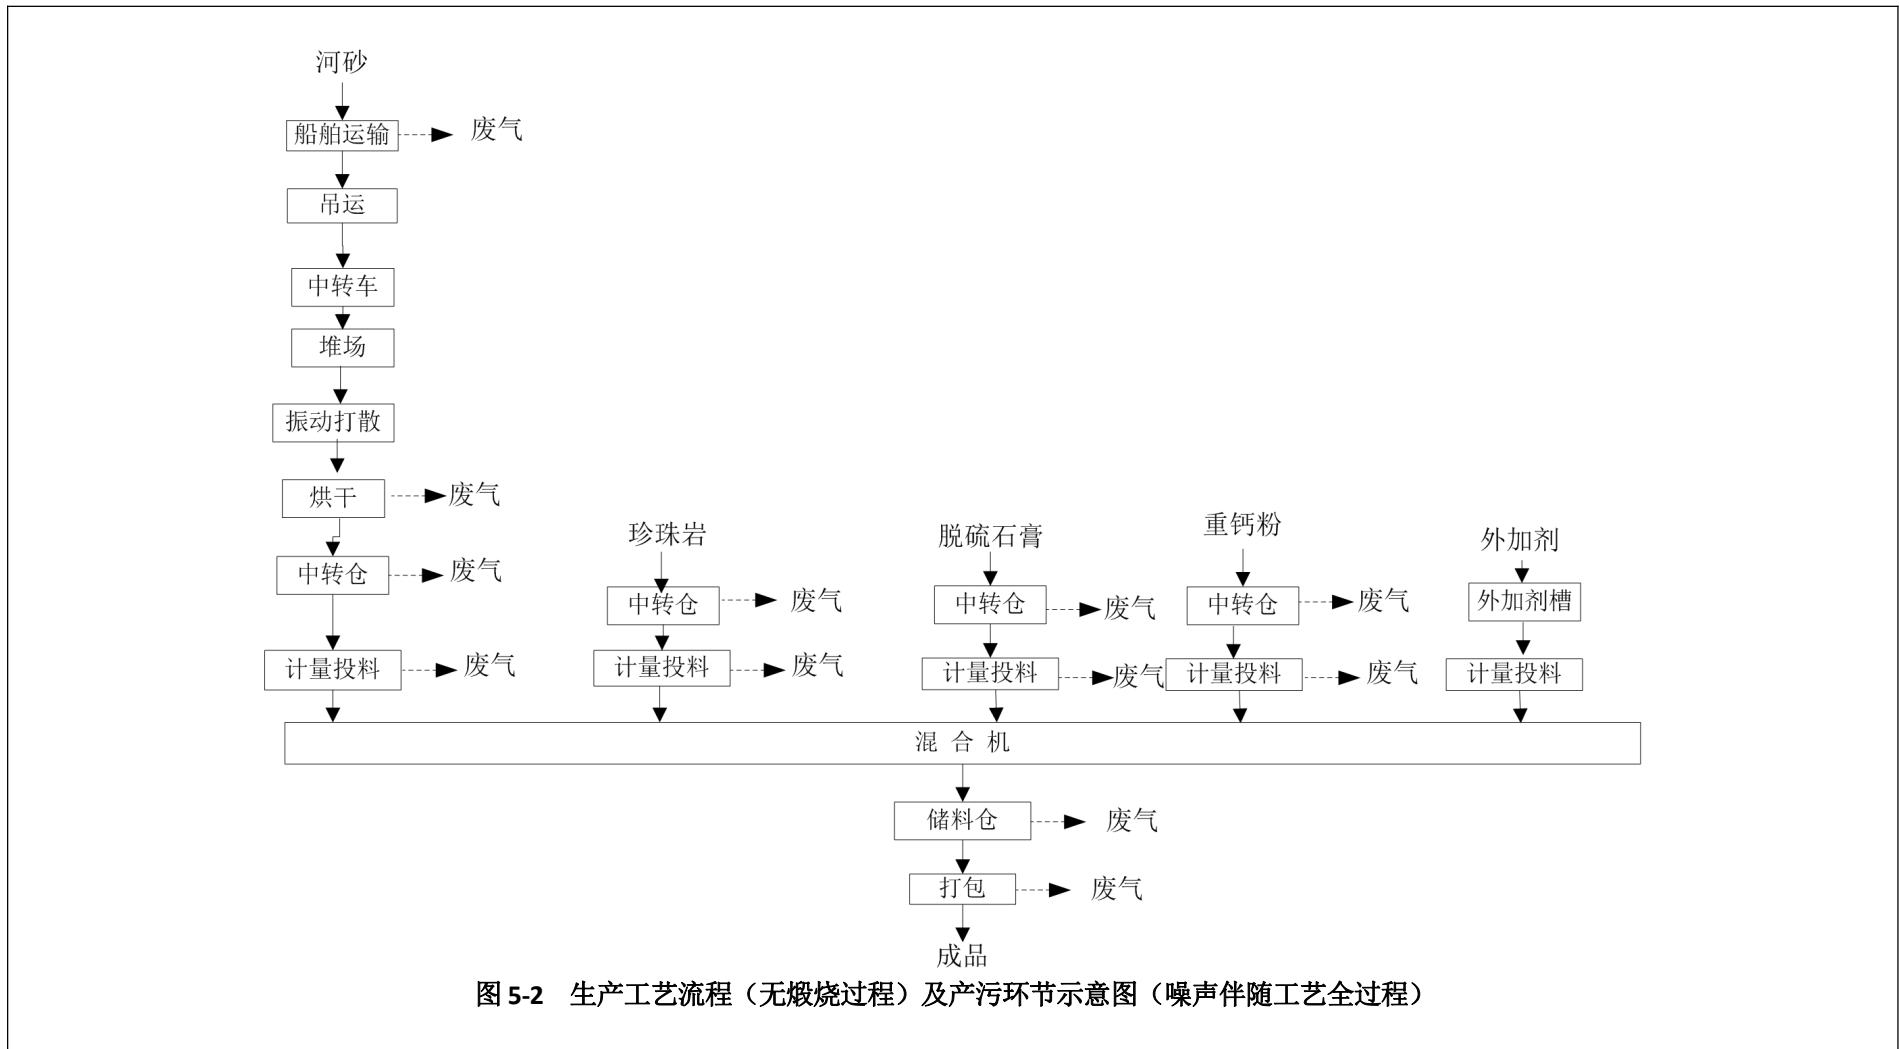 河砂
船舶运输
废气
吊运
中转车
堆场
振动打散
烘干
废气
中转仓
废气
计量投料
废气
珍珠岩
中转仓
废气
计量投料
废气
脱硫石膏
中转仓
废气
计量投料
废气
重钙粉
中转仓
废气
计量投料
废气
外加剂
外加剂槽
计量投料
混 合 机
储料仓
废气
打包
废气
成品
图 5-2 生产工艺流程（无煅烧过程）及产污环节示意图（噪声伴随工艺全过程）